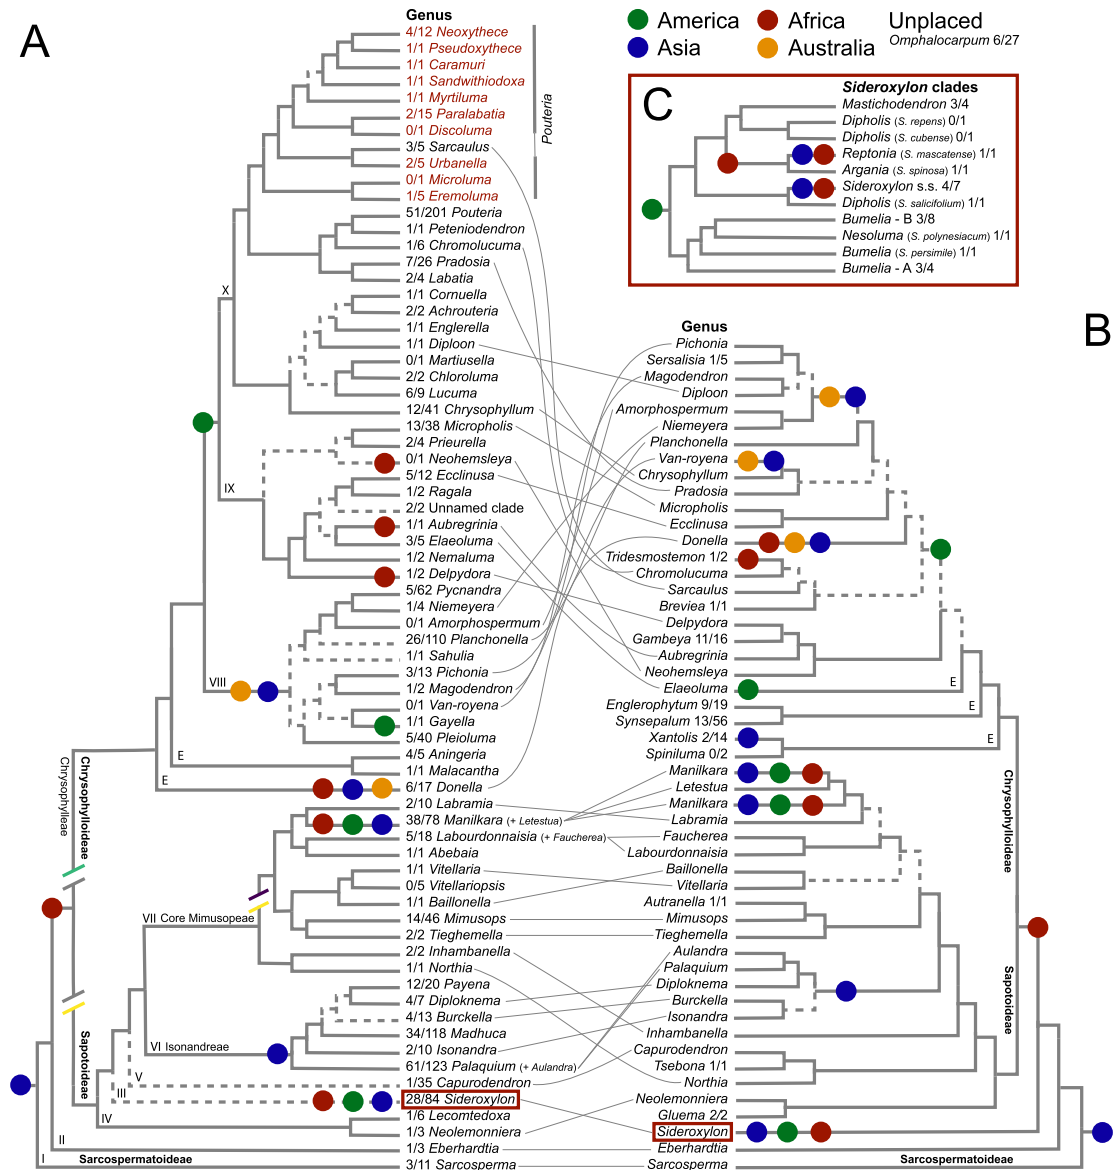 A
Genus
4/12 Neoxythece
1/1 Pseudoxythece
1/1 Caramuri
1/1 Sandwithiodoxa
1/1 Myrtiluma
2/15 Paralabatia
0/1 Discoluma
3/5 Sarcaulus
2/5 Urbanella
0/1 Microluma
1/5 Eremoluma
Pouteria
51/201 Pouteria
1/1 Peteniodendron
1/6 Chromolucuma
7/26 Pradosia
2/4 Labatia
1/1 Cornuella
2/2 Achrouteria
1/1 Englerella
1/1 Diploon
0/1 Martiusella
2/2 Chloroluma
6/9 Lucuma
12/41 Chrysophyllum
13/38 Micropholis
2/4 Prieurella
0/1 Neohemsleya
5/12 Ecclinusa
1/2 Ragala
2/2 Unnamed clade
1/1 Aubregrinia
3/5 Elaeoluma
1/2 Nemaluma
1/2 Delpydora
5/62 Pycnandra
1/4 Niemeyera
0/1 Amorphospermum
26/110 Planchonella
1/1 Sahulia
3/13 Pichonia
1/2 Magodendron
0/1 Van-royena
1/1 Gayella
5/40 Pleioluma
4/5 Aningeria
1/1 Malacantha
6/17 Donella
2/10 Labramia
38/78 Manilkara (+ Letestua)
5/18 Labourdonnaisia (+ Faucherea)
1/1 Abebaia
1/1 Vitellaria
0/5 Vitellariopsis
1/1 Baillonella
14/46 Mimusops
2/2 Tieghemella
2/2 Inhambanella
1/1 Northia
12/20 Payena
4/7 Diploknema
4/13 Burckella
34/118 Madhuca
2/10 Isonandra
61/123 Palaquium (+ Aulandra)
1/35 Capurodendron
28/84 Sideroxylon
1/6 Lecomtedoxa
1/3 Neolemonniera
1/3 Eberhardtia
3/11 Sarcosperma
X
IX
VIII
E
E
Chrysophylleae
Chrysophylloideae
VII Core Mimusopeae
VI Isonandreae
Sapotoideae
V
III
IV
II
I
Sarcospermatoideae
America
Africa
Asia
Australia
Unplaced
Omphalocarpum 6/27
C
Sideroxylon clades
Mastichodendron 3/4
Dipholis (S. repens) 0/1
Dipholis (S. cubense) 0/1
Reptonia (S. mascatense) 1/1
Argania (S. spinosa) 1/1
Sideroxylon s.s. 4/7
Dipholis (S. salicifolium) 1/1
Bumelia - B 3/8
Nesoluma (S. polynesiacum) 1/1
Bumelia (S. persimile) 1/1
Bumelia - A 3/4
B
Genus
Pichonia
Sersalisia 1/5
Magodendron
Diploon
Amorphospermum
Niemeyera
Planchonella
Van-royena
Chrysophyllum
Pradosia
Micropholis
Ecclinusa
Donella
Tridesmostemon 1/2
Chromolucuma
Sarcaulus
Breviea 1/1
Delpydora
Gambeya 11/16
Aubregrinia
Neohemsleya
Elaeoluma
Englerophytum 9/19
Synsepalum 13/56
Xantolis 2/14
Spiniluma 0/2
Manilkara
Letestua
Manilkara
Labramia
Faucherea
Labourdonnaisia
Baillonella
Vitellaria
Autranella 1/1
Mimusops
Tieghemella
Aulandra
Palaquium
Diploknema
Burckella
Isonandra
Inhambanella
Capurodendron
Tsebona 1/1
Northia
Neolemonniera
Gluema 2/2
Sideroxylon
Eberhardtia
Sarcosperma
E
E
E
Chrysophylloideae
Sapotoideae
Sarcospermatoideae